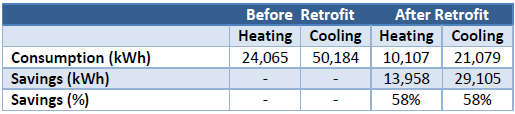 Before Retrofit After Retrofit
Heating Cooling Heating Cooling
Consumption (kWh) 24,065 50,184 10,107 21,079
Savings (kWh) - - 13,958 29,105
Savings (%) - - 58% 58%